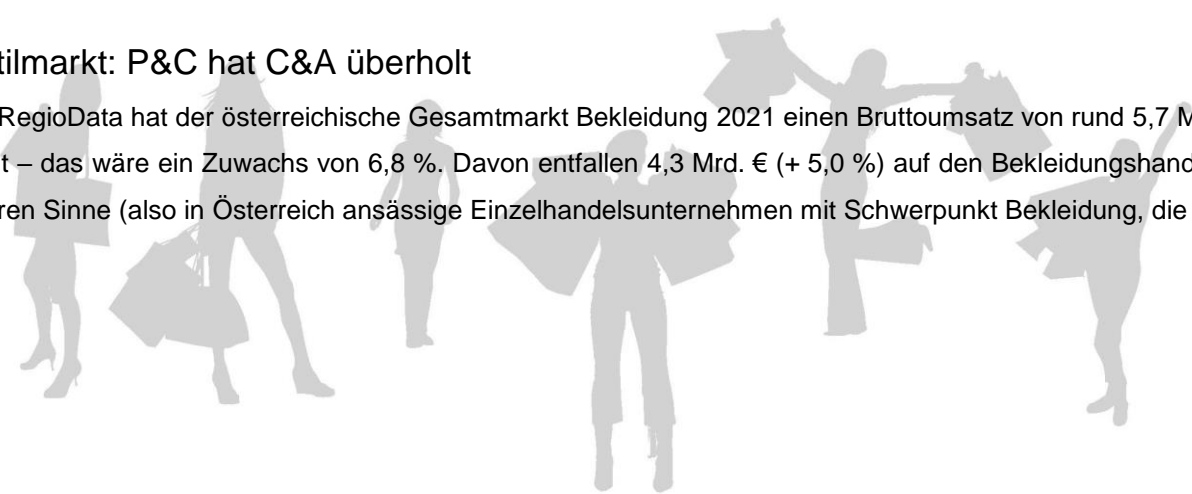 tilmarkt: P&C hat C&A überholt
RegioData hat der österreichische Gesamtmarkt Bekleidung 2021 einen Bruttoumsatz von rund 5,7 M
t – das wäre ein Zuwachs von 6,8 %. Davon entfallen 4,3 Mrd. € (+ 5,0 %) auf den Bekleidungshand
ren Sinne (also in Österreich ansässige Einzelhandelsunternehmen mit Schwerpunkt Bekleidung, die